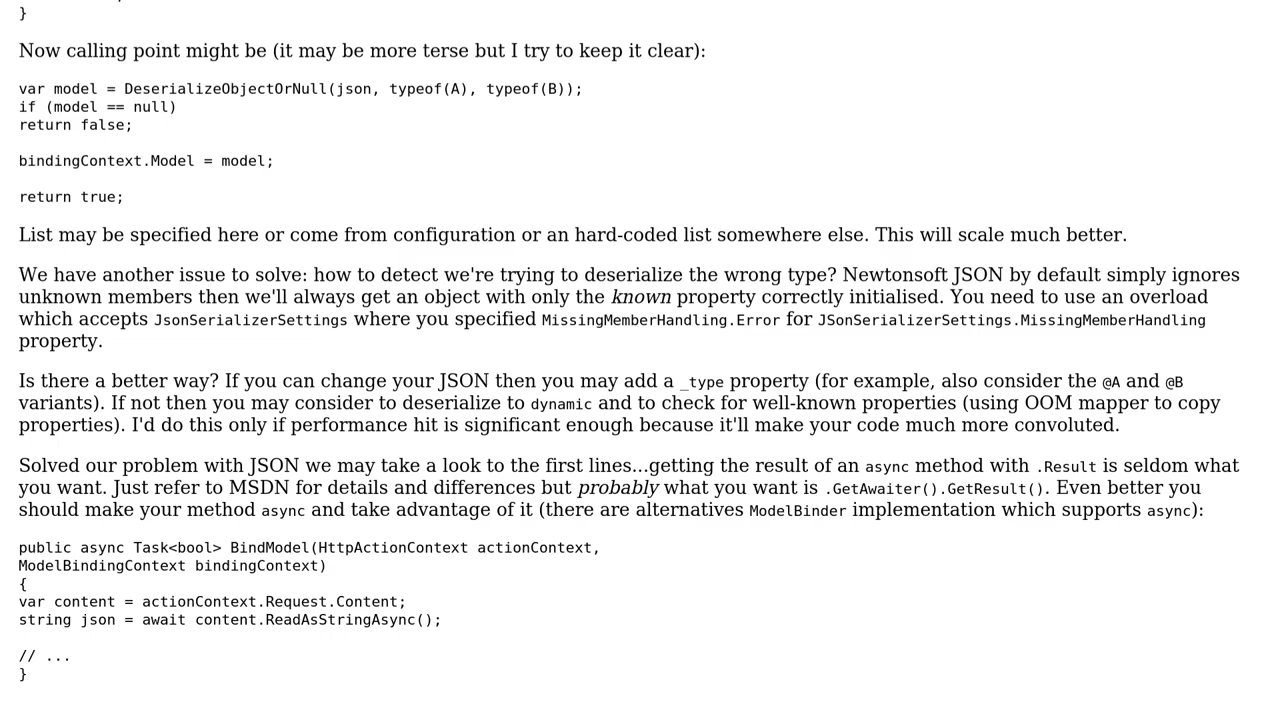 }
Now calling point might be (it may be more terse but I try to keep it clear):
var model = DeserializeObjectOrNull(json, typeof(A), typeof(B));
if (model == null)
return false;
bindingContext.Model = model;
return true;
List may be specified here or come from configuration or an hard-coded list somewhere else. This will scale much better.
We have another issue to solve: how to detect we're trying to deserialize the wrong type? Newtonsoft JSON by default simply ignores
unknown members then we'll always get an object with only the known property correctly initialised. You need to use an overload
which accepts JsonSerializerSettings where you specified MissingMemberHandling.Error for JSonSerializerSettings.MissingMemberHandling
property.
Is there a better way? If you can change your JSON then you may add a _type property (for example, also consider the @A and @B
variants). If not then you may consider to deserialize to dynamic and to check for well-known properties (using OOM mapper to copy
properties). I'd do this only if performance hit is significant enough because it'll make your code much more convoluted.
Solved our problem with JSON we may take a look to the first lines...getting the result of an async method with .Result is seldom what
you want. Just refer to MSDN for details and differences but probably what you want is .GetAwaiter().GetResult(). Even better you
should make your method async and take advantage of it (there are alternatives ModelBinder implementation which supports async):
public async Task<bool> BindModel(HttpActionContext actionContext,
ModelBindingContext bindingContext)
{
var content = actionContext.Request.Content;
string json = await content.ReadAsStringAsync();
// ...
}